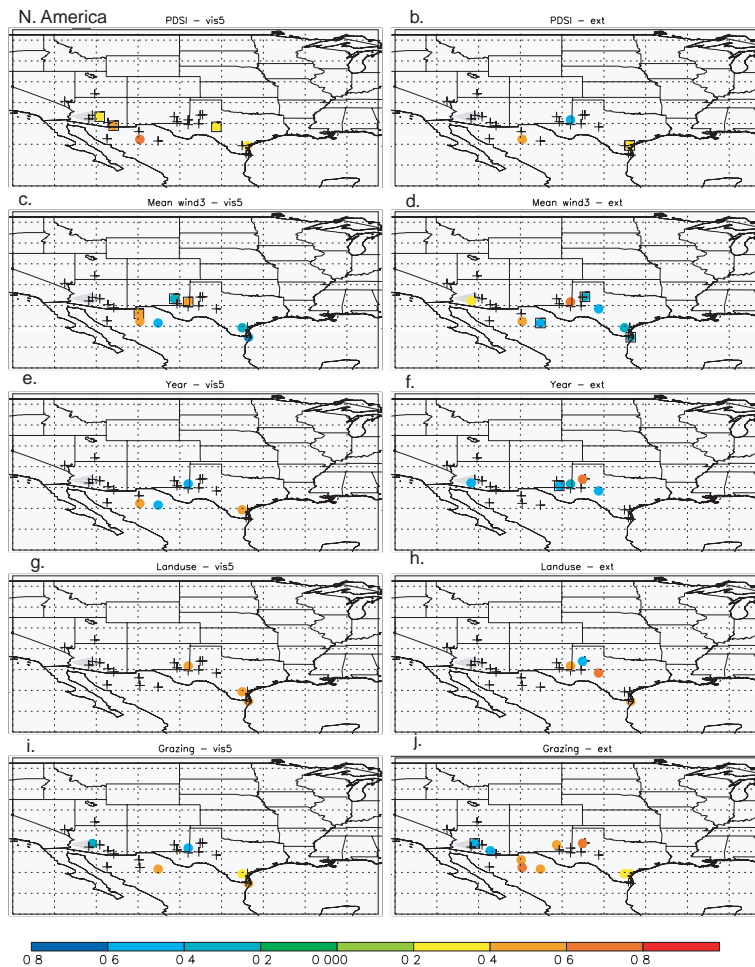 N. America
PDSI – vis5
b.
PDSI – ext
c.
Mean wind3 – vis5
d.
Mean wind3 – ext
e.
Year – vis5
f.
Year – ext
g.
Landuse – vis5
h.
Landuse – ext
i.
Grazing – vis5
j.
Grazing – ext
0 8 0 6 0 4 0 2 0 000 0 2 0 4 0 6 0 8